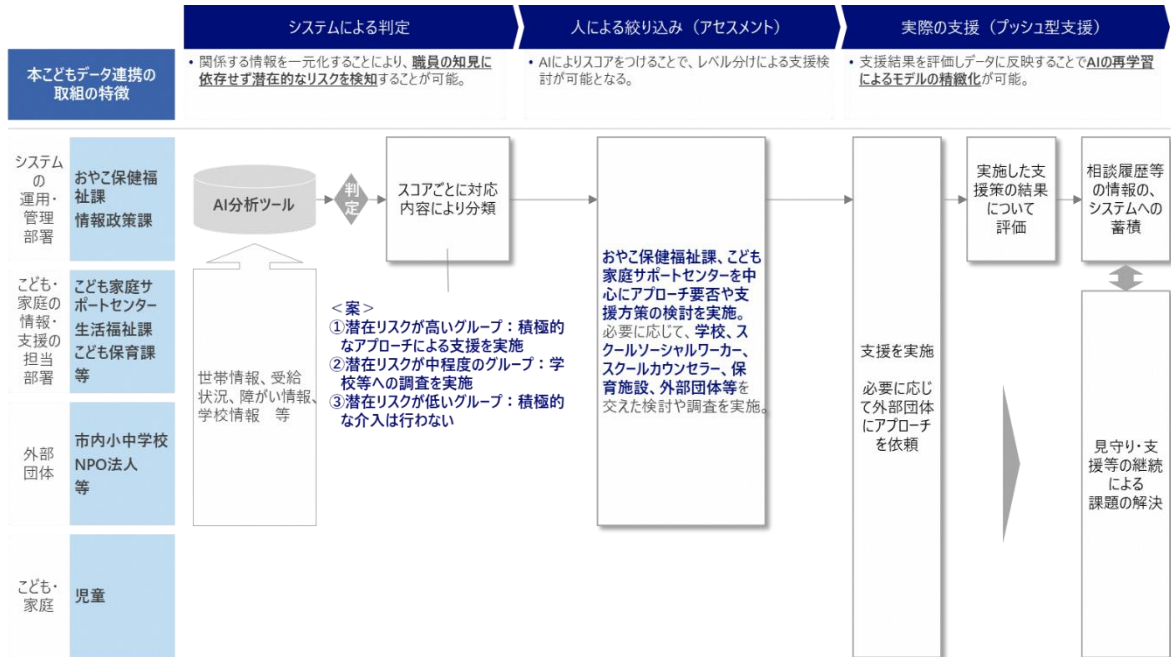 システムによる判定
人による絞り込み（アセスメント）
実際の支援（プッシュ型支援）
本こどもデータ連携の
取組の特徴
• 関係する情報を一元化することにより、職員の知見に
依存せず潜在的なリスクを検知することが可能。
• AIによりスコアをつけることで、レベル分けによる支援検
討が可能となる。
• 支援結果を評価しデータに反映することでAIの再学習
によるモデルの精緻化が可能。
システム
の
運用・
管理
部署
おやこ保健福
祉課
情報政策課
AI分析ツール
判定
スコアごとに対応
内容により分類
実施した支
援策の結果
について
評価
相談履歴等
の情報の、
システムへの
蓄積
こども・
家庭の
情報・
支援の
担当
部署
こども家庭サ
ポートセンター
生活福祉課
こども保育課
等
世帯情報、受給
状況、障がい情報、
学校情報　等
＜案＞
①潜在リスクが高いグループ：積極的
なアプローチによる支援を実施
②潜在リスクが中程度のグループ：学
校等への調査を実施
③潜在リスクが低いグループ：積極的
な介入は行わない
おやこ保健福祉課、こども
家庭サポートセンターを中
心にアプローチ要否や支
援方策の検討を実施。
必要に応じて、学校、ス
クールソーシャルワーカー、
スクールカウンセラー、保
育施設、外部団体等を
交えた検討や調査を実施。
支援を実施
必要に応じ
て外部団体
にアプローチ
を依頼
外部
団体
市内小中学校
NPO法人
等
見守り・支
援等の継続
による
課題の解決
こども・
家庭
児童